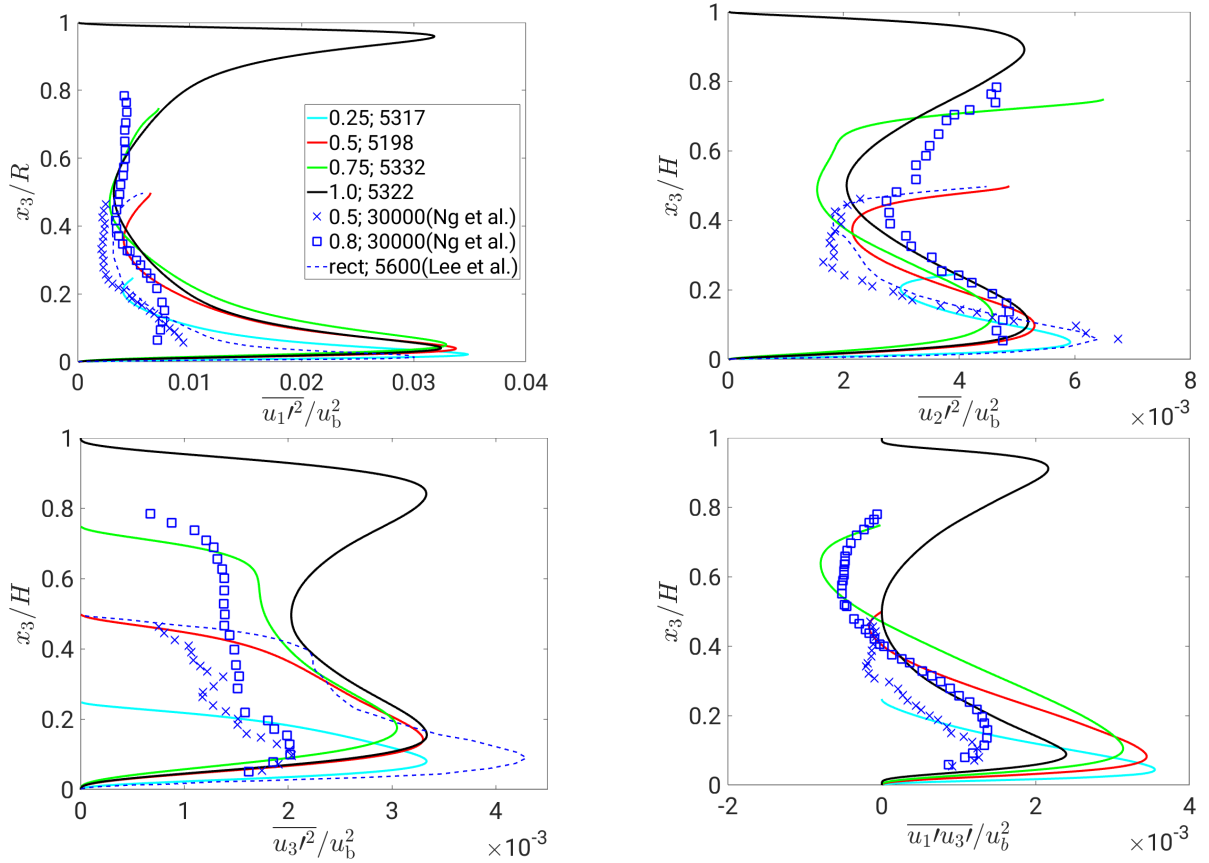 1
0.8
0.6
0.4
0.2
0
x₃/R
0 0.01 0.02 0.03 0.04
u₁′²/u_b²
0.25; 5317
0.5; 5198
0.75; 5332
1.0; 5322
0.5; 30000(Ng et al.)
0.8; 30000(Ng et al.)
rect; 5600(Lee et al.)
1
0.8
0.6
0.4
0.2
0
x₃/H
0 2 4 6 8
u₂′²/u_b² ×10⁻³
1
0.8
0.6
0.4
0.2
0
x₃/H
0 1 2 3 4
u₃′²/u_b² ×10⁻³
1
0.8
0.6
0.4
0.2
0
x₃/H
-2 0 2 4
u₁′u₃′/u_b² ×10⁻³